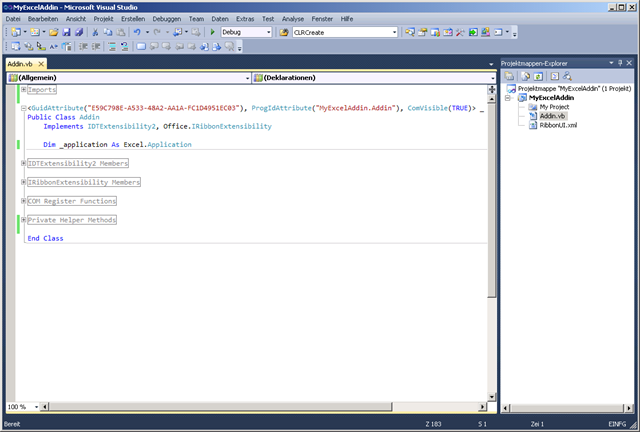 MyExcelAddin - Microsoft Visual Studio
Datei Bearbeiten Ansicht Projekt Erstellen Debuggen Team Daten Extras Test Analyse Fenster Hilfe
Debug CLRCreate
Addin.vb
(Allgemein) (Deklarationen)
Imports
<GuidAttribute("E59C798E-A533-4BA2-AA1A-FC1D4951EC03"), ProgIdAttribute("MyExcelAddin.Addin"), ComVisible(TRUE)> _
Public Class Addin
Implements IDTExtensibility2, Office.IRibbonExtensibility
Dim _application As Excel.Application
IDTExtensibility2 Members
IRibbonExtensibility Members
COM Register Functions
Private Helper Methods
End Class
100 %
Projektmappen-Explorer
Projektmappe "MyExcelAddin" (1 Projekt)
MyExcelAddin
My Project
Addin.vb
RibbonUI.xml
Bereit Z 183 S 1 Zei 1 EINFG